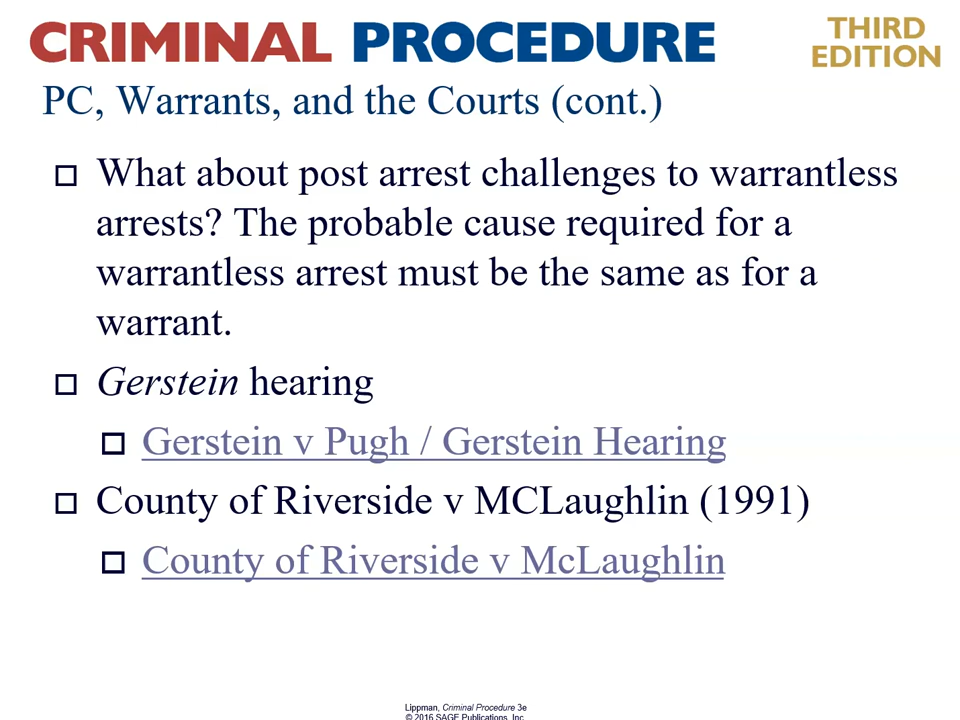 CRIMINAL PROCEDURE
THIRD
EDITION
PC, Warrants, and the Courts (cont.)
What about post arrest challenges to warrantless
arrests? The probable cause required for a
warrantless arrest must be the same as for a
warrant.
Gerstein hearing
Gerstein v Pugh / Gerstein Hearing
County of Riverside v MCLaughlin (1991)
County of Riverside v McLaughlin
Lippman, Criminal Procedure 3e
© 2016 SAGE Publications, Inc.